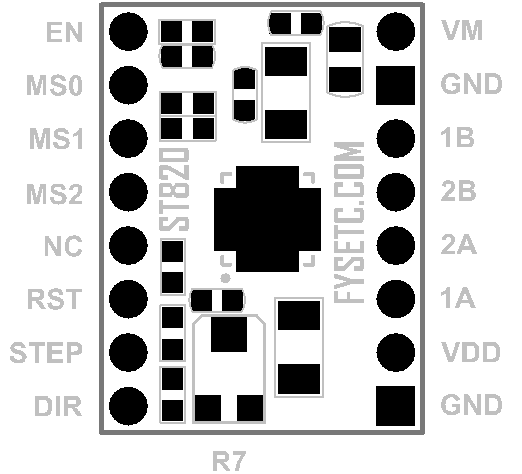 EN
VM
MS0
GND
MS1
1B
MS2
2B
NC
2A
RST
1A
STEP
VDD
DIR
GND
ST820
FYSETC.COM
R7